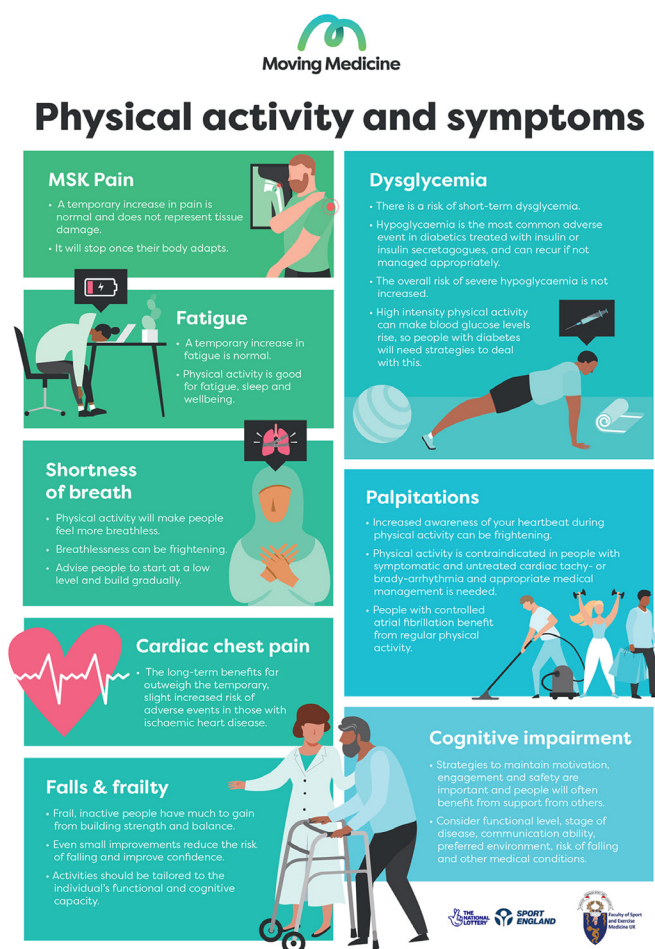 Moving Medicine
Physical activity and symptoms
MSK Pain
• A temporary increase in pain is
normal and does not represent tissue
damage.
• It will stop once their body adapts.
Fatigue
• A temporary increase in
fatigue is normal.
• Physical activity is good
for fatigue, sleep and
wellbeing.
Shortness
of breath
• Physical activity will make people
feel more breathless.
• Breathlessness can be frightening.
• Advise people to start at a low
level and build gradually.
Cardiac chest pain
• The long-term benefits far
outweigh the temporary,
slight increased risk of
adverse events in those with
ischaemic heart disease.
Falls & frailty
• Frail, inactive people have much to gain
from building strength and balance.
• Even small improvements reduce the risk
of falling and improve confidence.
• Activities should be tailored to the
individual's functional and cognitive
capacity.
Dysglycemia
• There is a risk of short-term dysglycemia.
• Hypoglycaemia is the most common adverse
event in diabetics treated with insulin or
insulin secretagogues, and can recur if not
managed appropriately.
• The overall risk of severe hypoglycaemia is not
increased.
• High intensity physical activity
can make blood glucose levels
rise, so people with diabetes
will need strategies to deal
with this.
Palpitations
• Increased awareness of your heartbeat during
physical activity can be frightening.
• Physical activity is contraindicated in people with
symptomatic and untreated cardiac tachy- or
brady-arrhythmia and appropriate medical
management is needed.
• People with controlled
atrial fibrillation benefit
from regular physical
activity.
Cognitive impairment
• Strategies to maintain motivation,
engagement and safety are
important and people will often
benefit from support from others.
• Consider functional level, stage of
disease, communication ability,
preferred environment, risk of falling
and other medical conditions.
THE
NATIONAL
LOTTERY
SPORT
ENGLAND
Faculty of Sport
and Exercise
Medicine UK